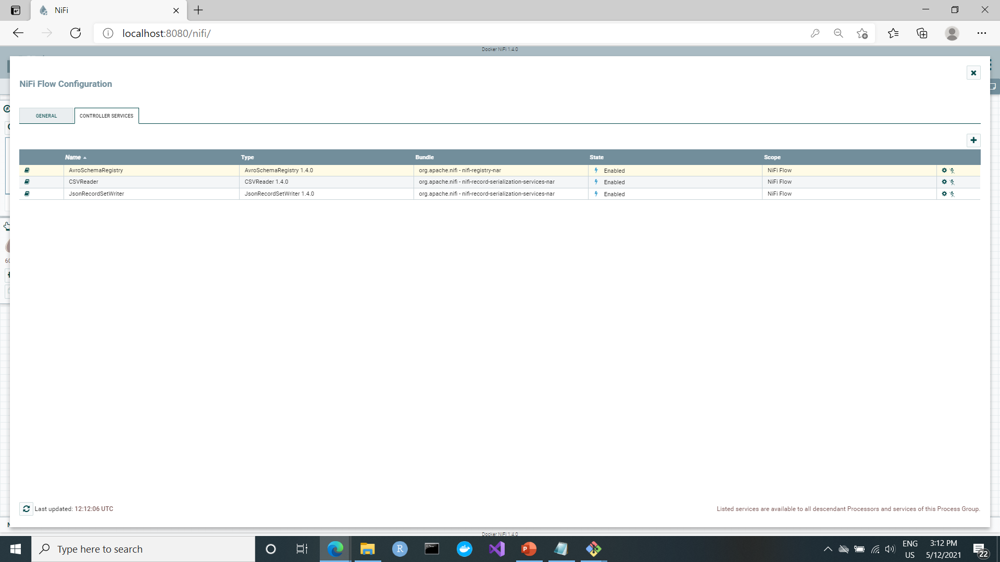 NiFi
localhost:8080/nifi/
Docker NiFi 1.4.0
NiFi Flow Configuration
GENERAL
CONTROLLER SERVICES
Name Type Bundle State Scope
AvroSchemaRegistry AvroSchemaRegistry 1.4.0 org.apache.nifi - nifi-registry-nar Enabled NiFi Flow
CSVReader CSVReader 1.4.0 org.apache.nifi - nifi-record-serialization-services-nar Enabled NiFi Flow
JsonRecordSetWriter JsonRecordSetWriter 1.4.0 org.apache.nifi - nifi-record-serialization-services-nar Enabled NiFi Flow
Last updated: 12:12:06 UTC
Listed services are available to all descendant Processors and services of this Process Group.
Docker NiFi 1.4.0
Type here to search
R
P
ENG
US
3:12 PM
5/12/2021
22